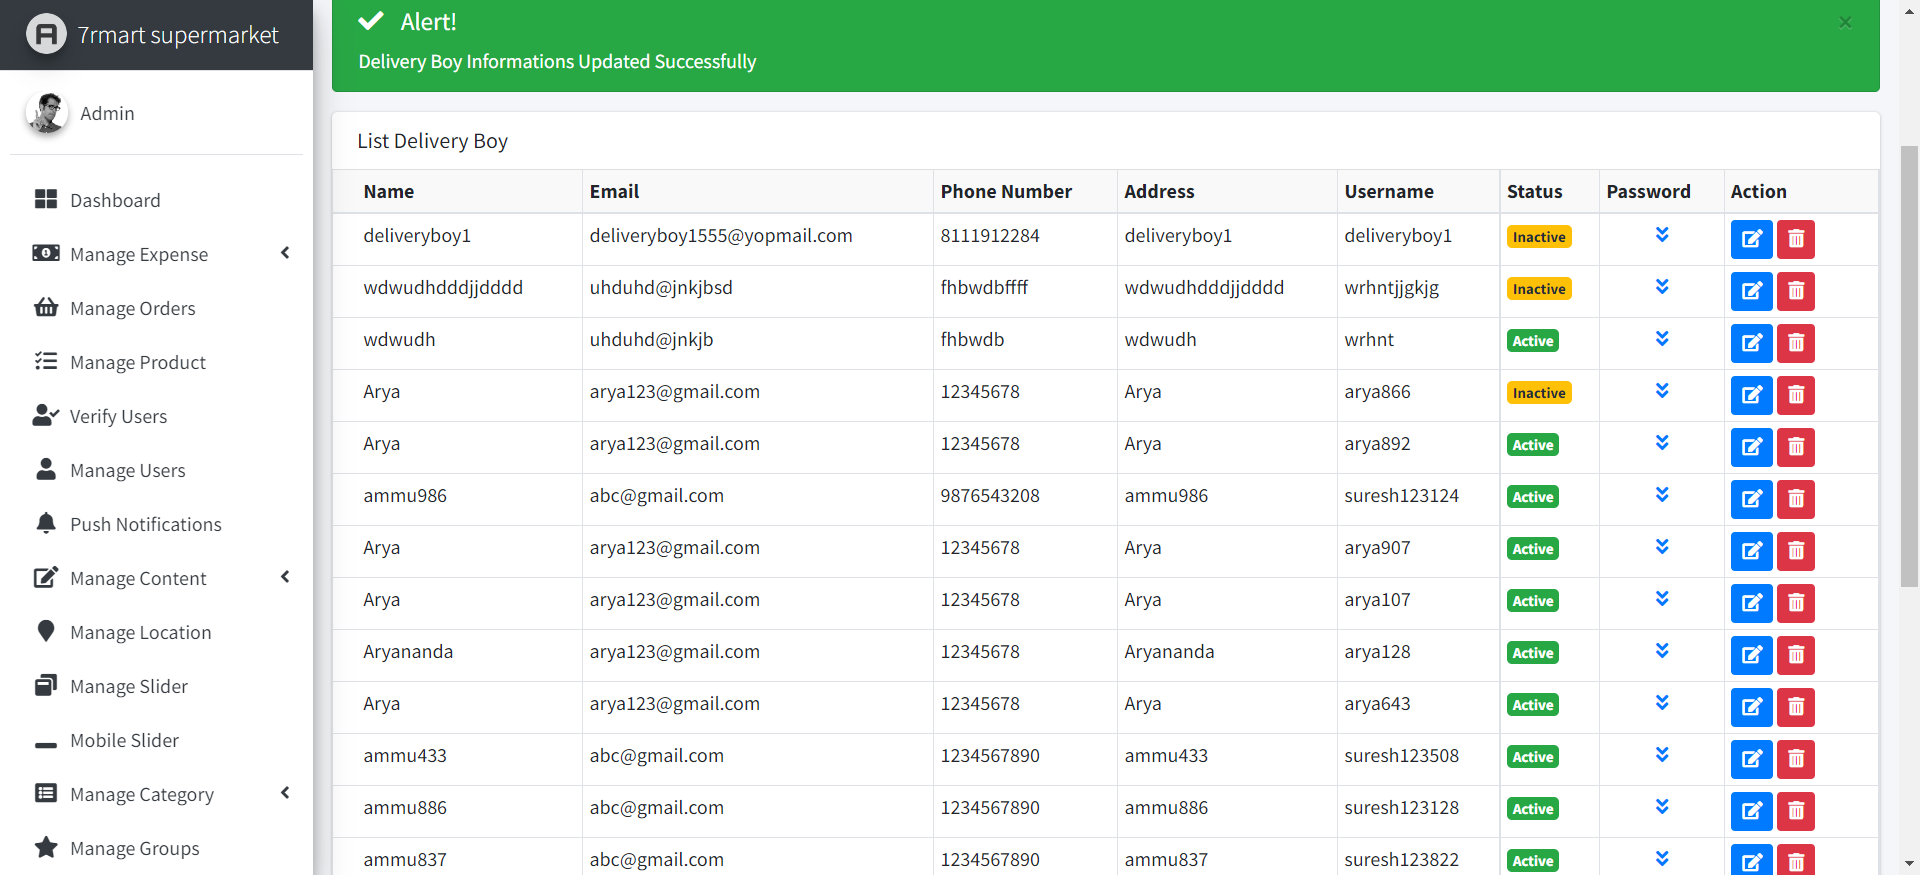 7rmart supermarket
Admin
Dashboard
Manage Expense
Manage Orders
Manage Product
Verify Users
Manage Users
Push Notifications
Manage Content
Manage Location
Manage Slider
Mobile Slider
Manage Category
Manage Groups
Alert!
×
Delivery Boy Informations Updated Successfully
List Delivery Boy
Name Email Phone Number Address Username Status Password Action
deliveryboy1 deliveryboy1555@yopmail.com 8111912284 deliveryboy1 deliveryboy1 Inactive
wdwudhdddjjdddd uhduhd@jnkjbsd fhbwdbffff wdwudhdddjjdddd wrhntjjgkjg Inactive
wdwudh uhduhd@jnkjb fhbwdb wdwudh wrhnt Active
Arya arya123@gmail.com 12345678 Arya arya866 Inactive
Arya arya123@gmail.com 12345678 Arya arya892 Active
ammu986 abc@gmail.com 9876543208 ammu986 suresh123124 Active
Arya arya123@gmail.com 12345678 Arya arya907 Active
Arya arya123@gmail.com 12345678 Arya arya107 Active
Aryananda arya123@gmail.com 12345678 Aryananda arya128 Active
Arya arya123@gmail.com 12345678 Arya arya643 Active
ammu433 abc@gmail.com 1234567890 ammu433 suresh123508 Active
ammu886 abc@gmail.com 1234567890 ammu886 suresh123128 Active
ammu837 abc@gmail.com 1234567890 ammu837 suresh123822 Active